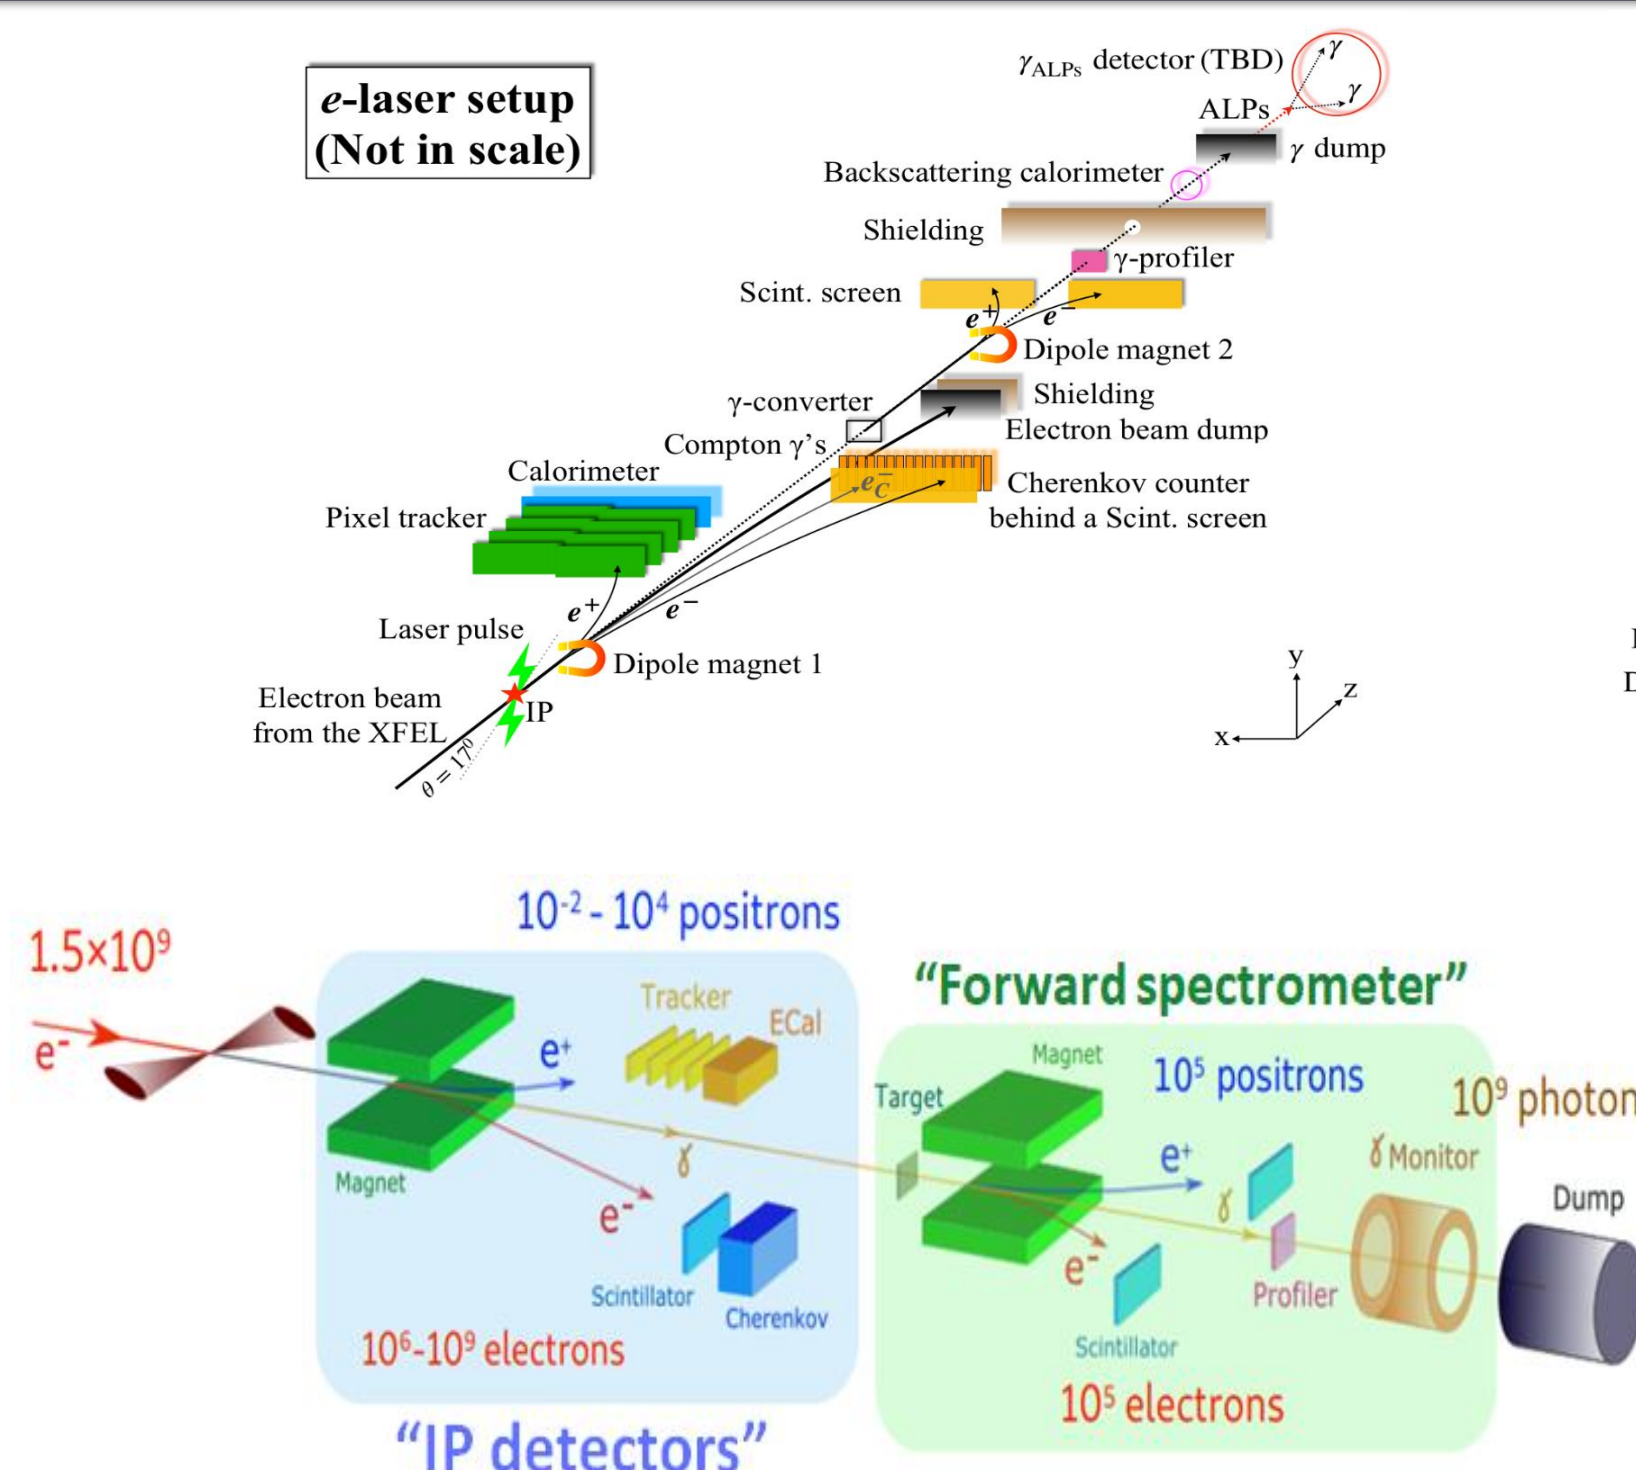 e-laser setup
(Not in scale)
γALPs detector (TBD)
γ
γ
ALPs
γ dump
Backscattering calorimeter
Shielding
γ-profiler
Scint. screen
e+
e−
Dipole magnet 2
γ-converter
Shielding
Compton γ's
Electron beam dump
Calorimeter
e−C
Cherenkov counter
behind a Scint. screen
Pixel tracker
e+
e−
Laser pulse
Dipole magnet 1
Electron beam
from the XFEL
IP
θ = 17⁰
y
z
x
10⁻² - 10⁴ positrons
1.5×10⁹
"Forward spectrometer"
e⁻
Tracker
ECal
e⁺
Magnet
ɣ
e⁻
Scintillator
Cherenkov
10⁶-10⁹ electrons
"IP detectors"
Magnet
10⁵ positrons
10⁹ photon
Target
e⁺
ɣ Monitor
ɣ
Dump
e⁻
Profiler
Scintillator
10⁵ electrons